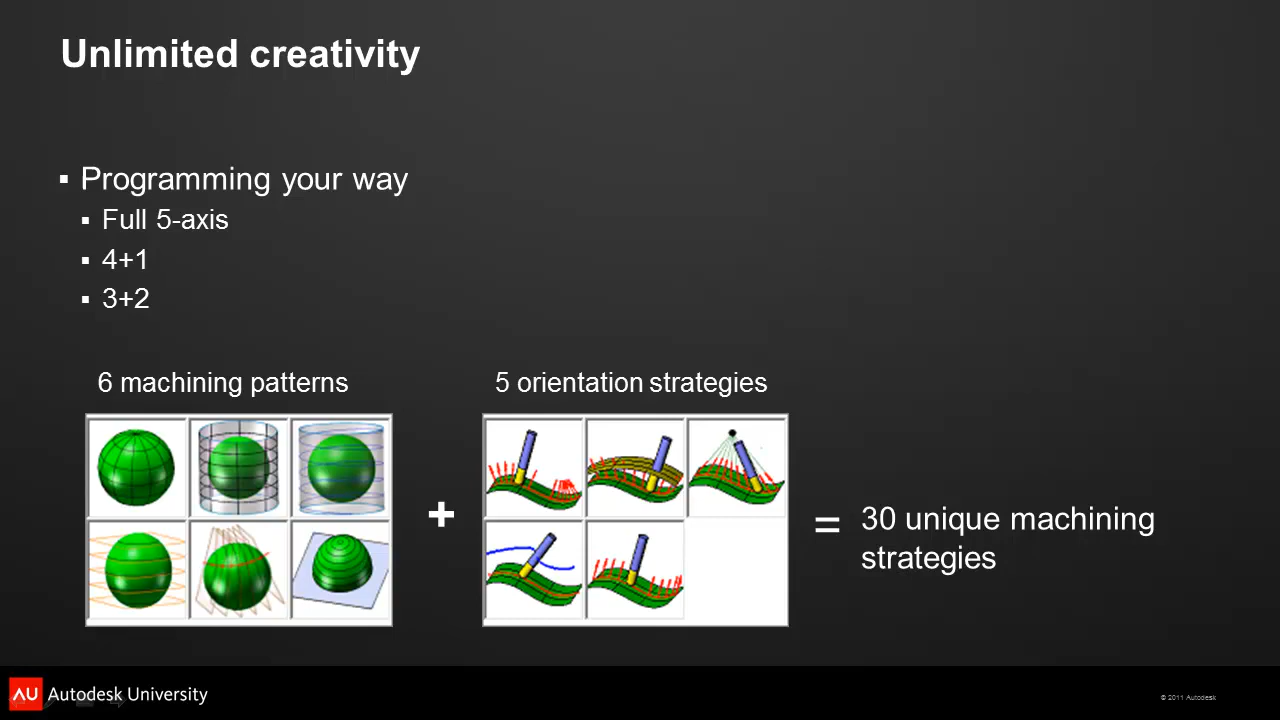 Unlimited creativity
▪ Programming your way
▪ Full 5-axis
▪ 4+1
▪ 3+2
6 machining patterns
5 orientation strategies
+
= 30 unique machining
strategies
AU Autodesk University
© 2011 Autodesk